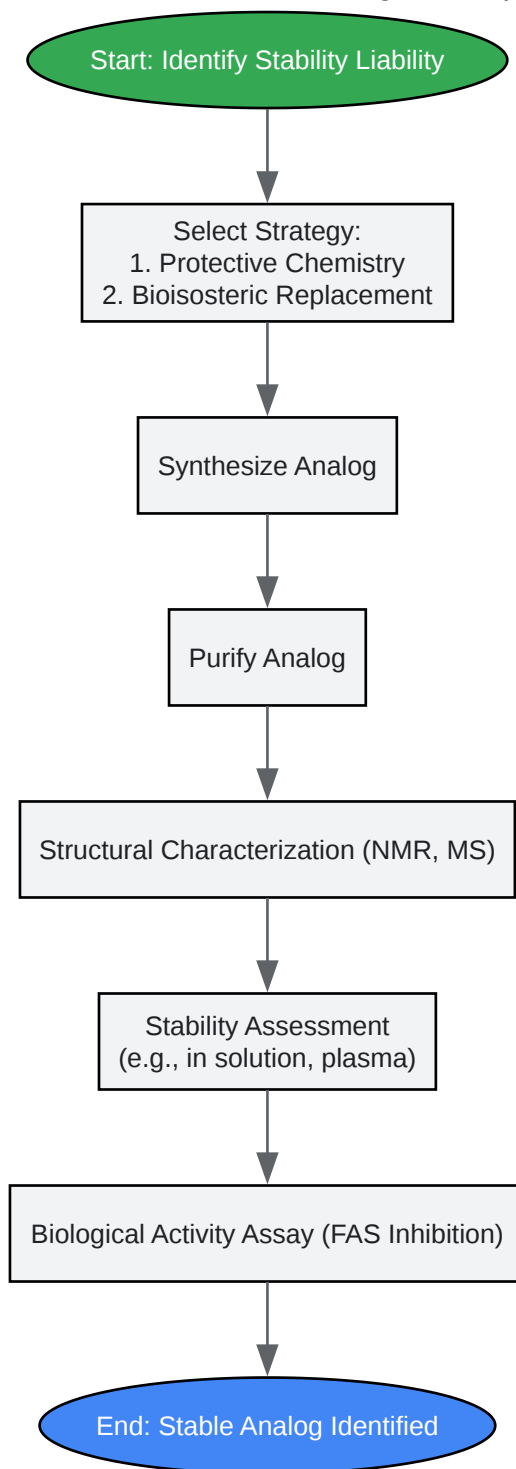 Start: Identify Stability Liability
Select Strategy:
1. Protective Chemistry
2. Bioisosteric Replacement
Synthesize Analog
Purify Analog
Structural Characterization (NMR, MS)
Stability Assessment
(e.g., in solution, plasma)
Biological Activity Assay (FAS Inhibition)
End: Stable Analog Identified